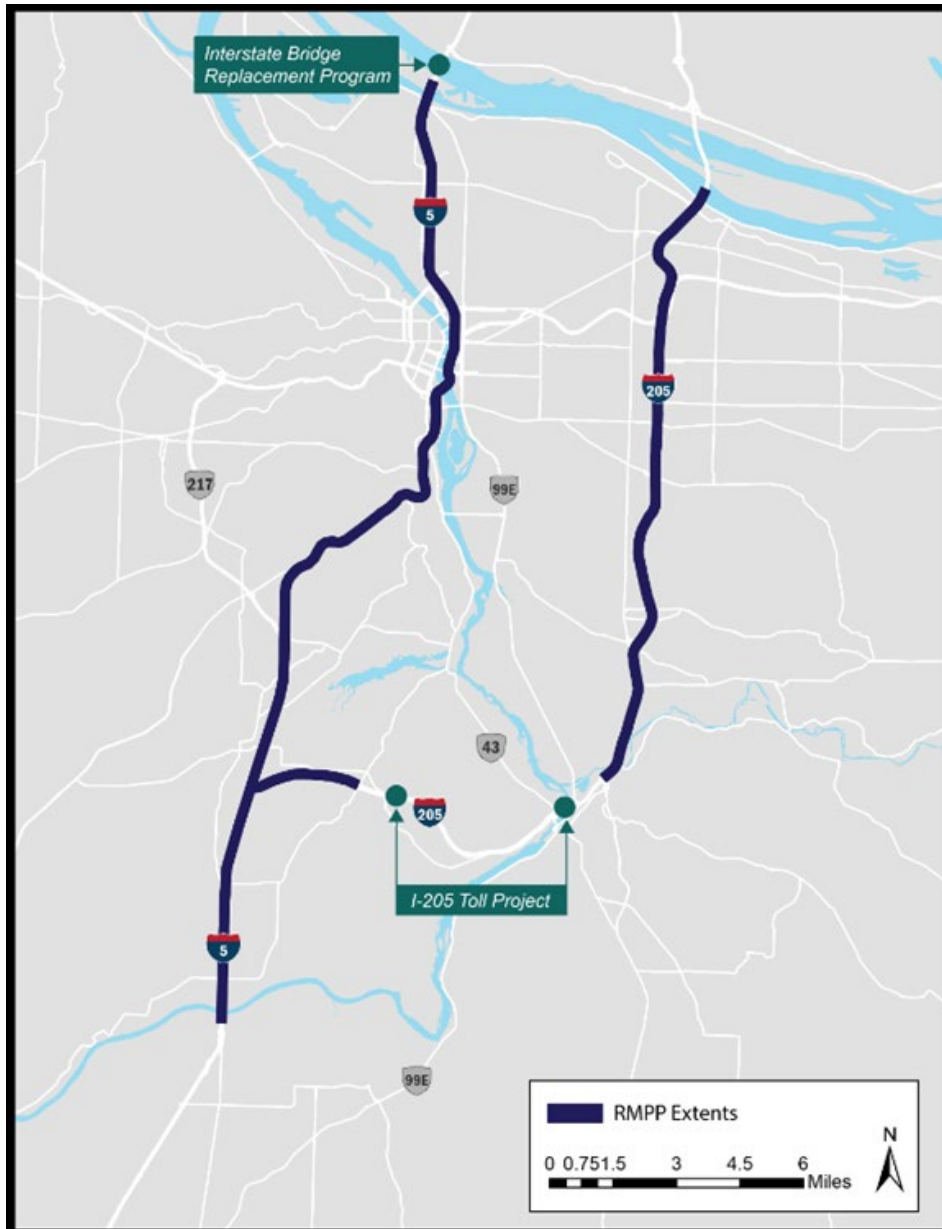 Interstate Bridge
Replacement Program
5
205
217
99E
43
205
I-205 Toll Project
5
99E
RMPP Extents
N
0 0.751.5 3 4.5 6
Miles